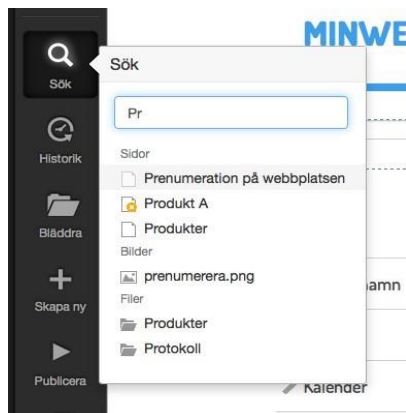 MINWE
Sök
Sök
Pr
Historik
Sidor
Prenumeration på webbplatsen
Produkt A
Produkter
Bläddra
Bilder
prenumerera.png
Filer
Skapa ny
Produkter
Protokoll
Publicera
amn
Kalender